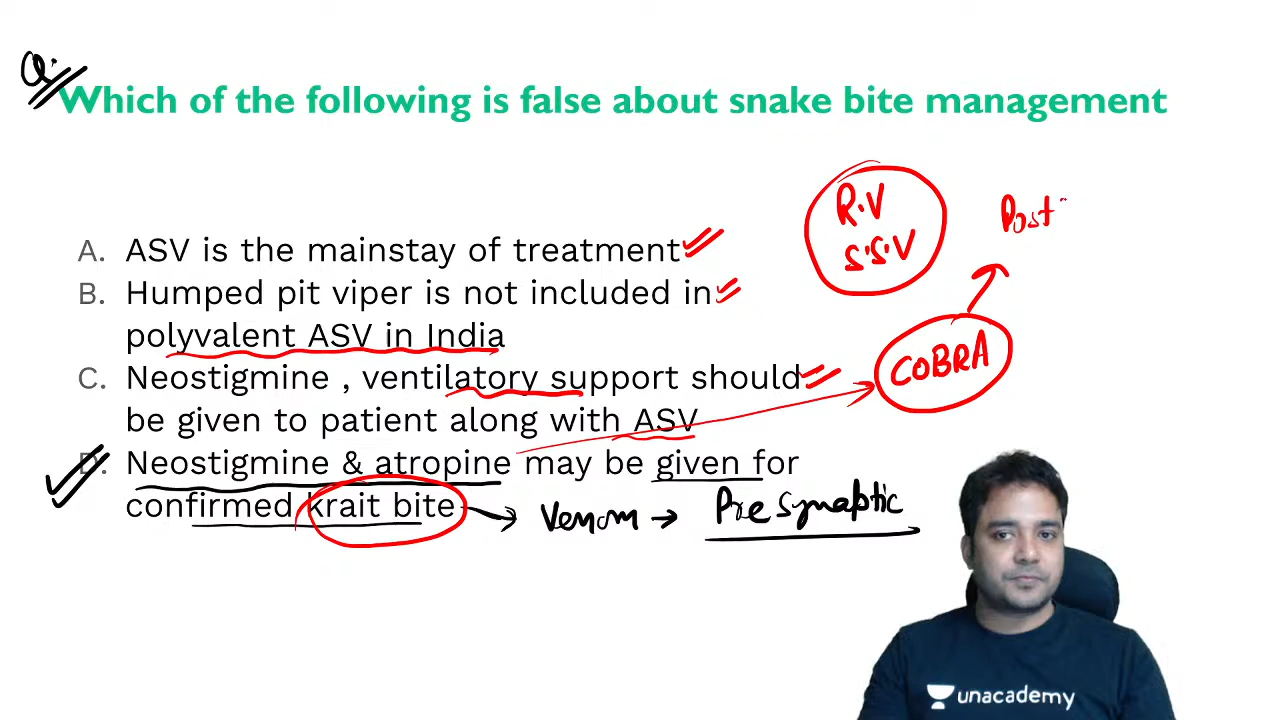 Q.
Which of the following is false about snake bite management
A. ASV is the mainstay of treatment
B. Humped pit viper is not included in
polyvalent ASV in India
C. Neostigmine , ventilatory support should
be given to patient along with ASV
D. Neostigmine & atropine may be given for
confirmed krait bite
R.V
S.S.V
Post
COBRA
Venom → Presynaptic
unacademy